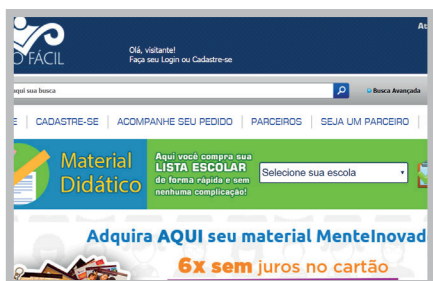 At
O FÁCIL
Olá, visitante!
Faça seu Login ou Cadastre-se
aqui sua busca
Busca Avançada
E CADASTRE-SE ACOMPANHE SEU PEDIDO PARCEIROS SEJA UM PARCEIRO
Material
Didático
Aqui você compra sua
LISTA ESCOLAR
de forma rápida e sem
nenhuma complicação!
Selecione sua escola
Adquira AQUI seu material MenteInovad
6x sem juros no cartão